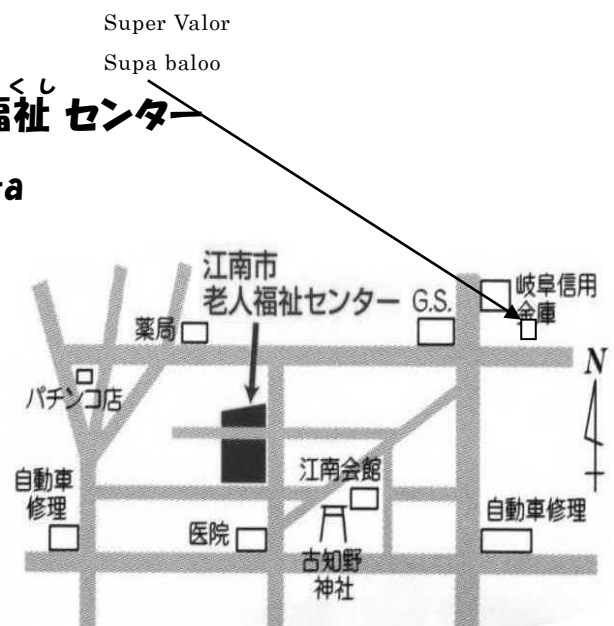 Super Valor
Supa baloo
くし
福祉 センター
a
江南市
老人福祉センター
G.S.
岐阜信用
金庫
薬局
N
パチンコ店
自動車
修理
江南会館
医院
古知野
神社
自動車修理